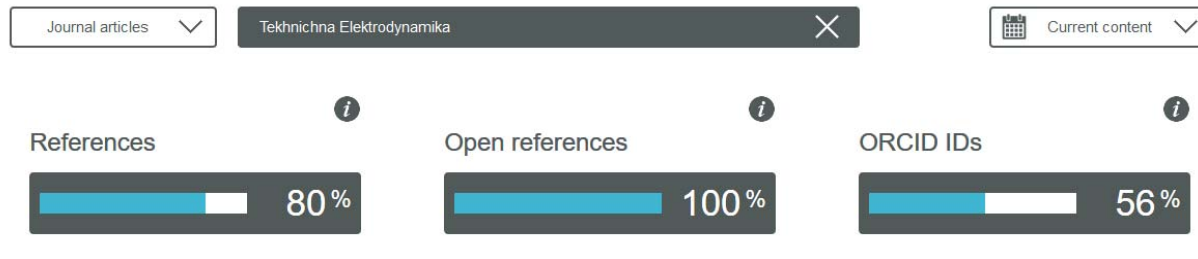 Journal articles
Tekhnichna Elektrodynamika
Current content
References
Open references
ORCID IDs
80 %
100 %
56 %